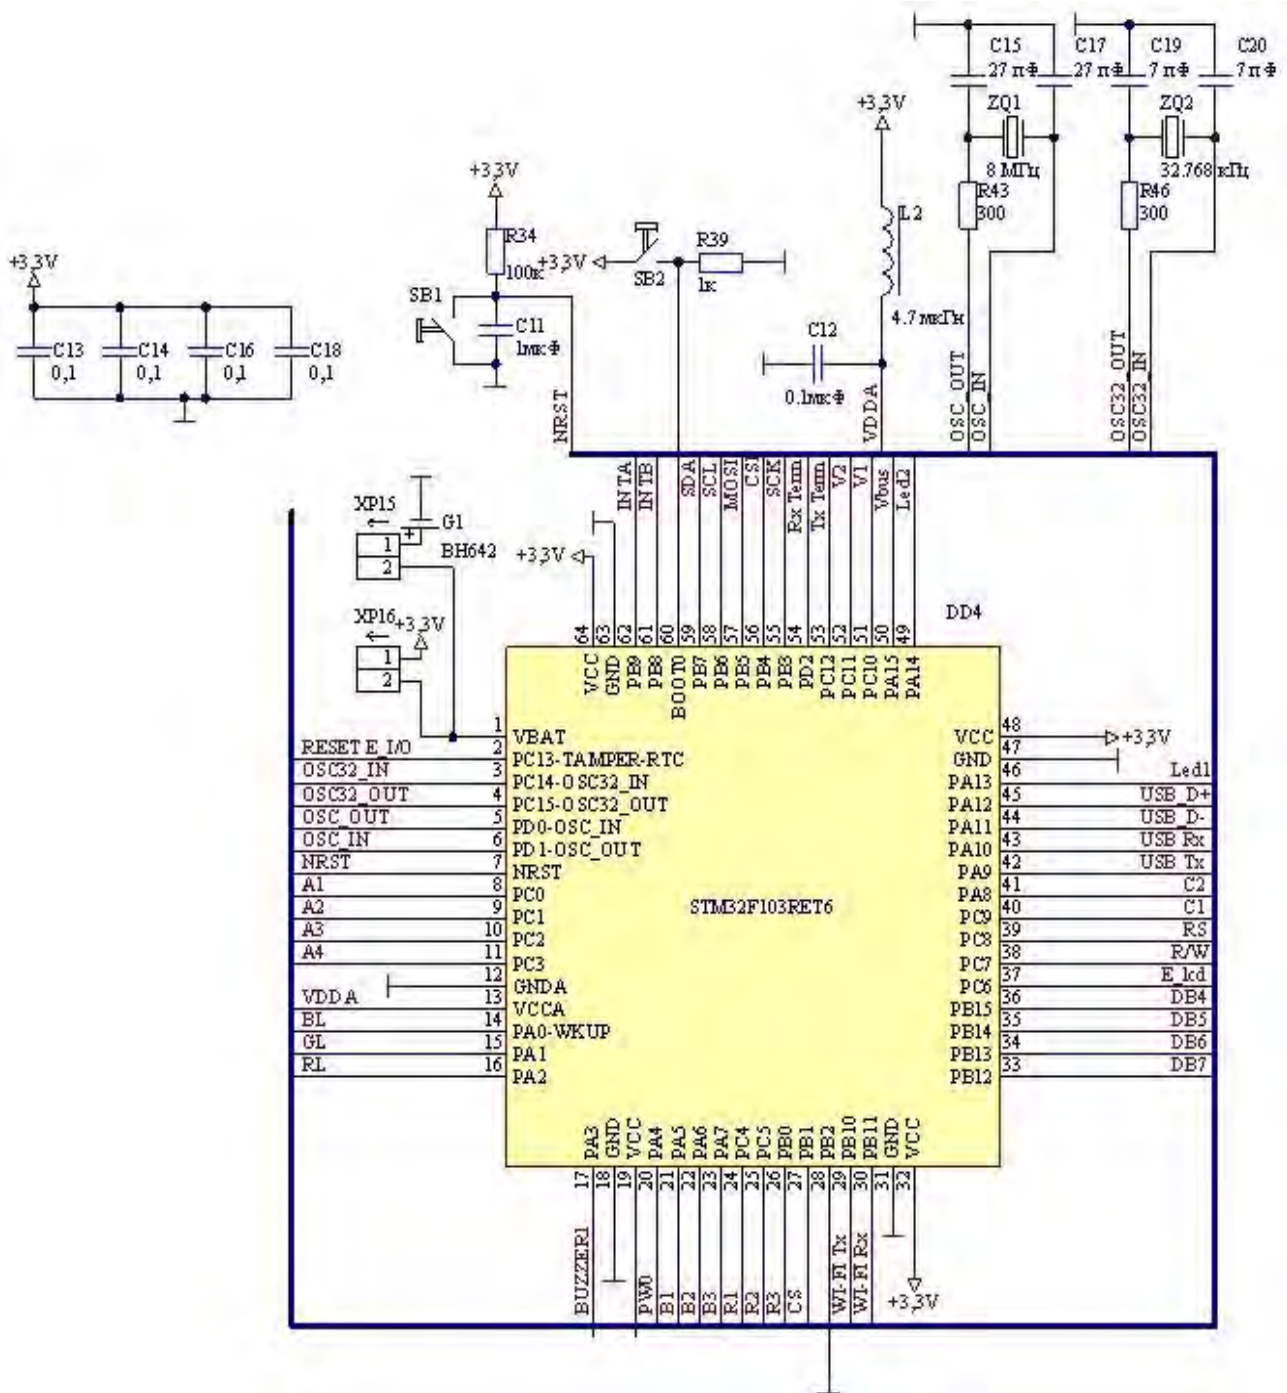 C15
27 пФ
C17
27 пФ
C19
7 пФ
C20
7 пФ
ZQ1
8 МГц
ZQ2
32.768 кГц
R43
300
R46
300
+3,3V
L2
4.7 мкГн
+3,3V
R34
100к
+3,3V
SB2
R39
1к
SB1
C11
1мкФ
C12
0.1мкФ
+3,3V
C13
0,1
C14
0,1
C16
0,1
C18
0,1
NRST
VDDA
OSC_OUT
OSC_IN
OSC32_OUT
OSC32_IN
INTA
INTB
SDA
SCL
MOSI
CS1
SCK
Rx Term
Tx Term
V2
V1
Vbus
Led2
XP15
1
2
G1
+
BH642
+3,3V
XP16
+3,3V
1
2
DD4
64
63
62
61
60
59
58
57
56
55
54
53
52
51
50
49
VCC
GND
PB9
PB8
BOOT0
PB7
PB6
PB5
PB4
PB3
PD2
PC12
PC11
PC10
PA15
PA14
1 VBAT
RESET E_I/O 2 PC13-TAMPER-RTC
OSC32_IN 3 PC14-OSC32_IN
OSC32_OUT 4 PC15-OSC32_OUT
OSC_OUT 5 PD0-OSC_IN
OSC_IN 6 PD1-OSC_OUT
NRST 7 NRST
A1 8 PC0
A2 9 PC1
A3 10 PC2
A4 11 PC3
12 GNDA
VDDA 13 VCCA
BL 14 PA0-WKUP
GL 15 PA1
RL 16 PA2
STM32F103RET6
VCC 48 +3,3V
GND 47
PA13 46 Led1
PA12 45 USB_D+
PA11 44 USB_D-
PA10 43 USB Rx
PA9 42 USB Tx
PA8 41 C2
PC9 40 C1
PC8 39 RS
PC7 38 R/W
PC6 37 E_lcd
PB15 36 DB4
PB14 35 DB5
PB13 34 DB6
PB12 33 DB7
PA3
GND
VCC
PA4
PA5
PA6
PA7
PC4
PC5
PB0
PB1
PB2
PB10
PB11
GND
VCC
17
18
19
20
21
22
23
24
25
26
27
28
29
30
31
32
BUZZER1
PW0
B1
B2
B3
R1
R2
R3
CS
WI-FI Tx
WI-FI Rx
+3,3V